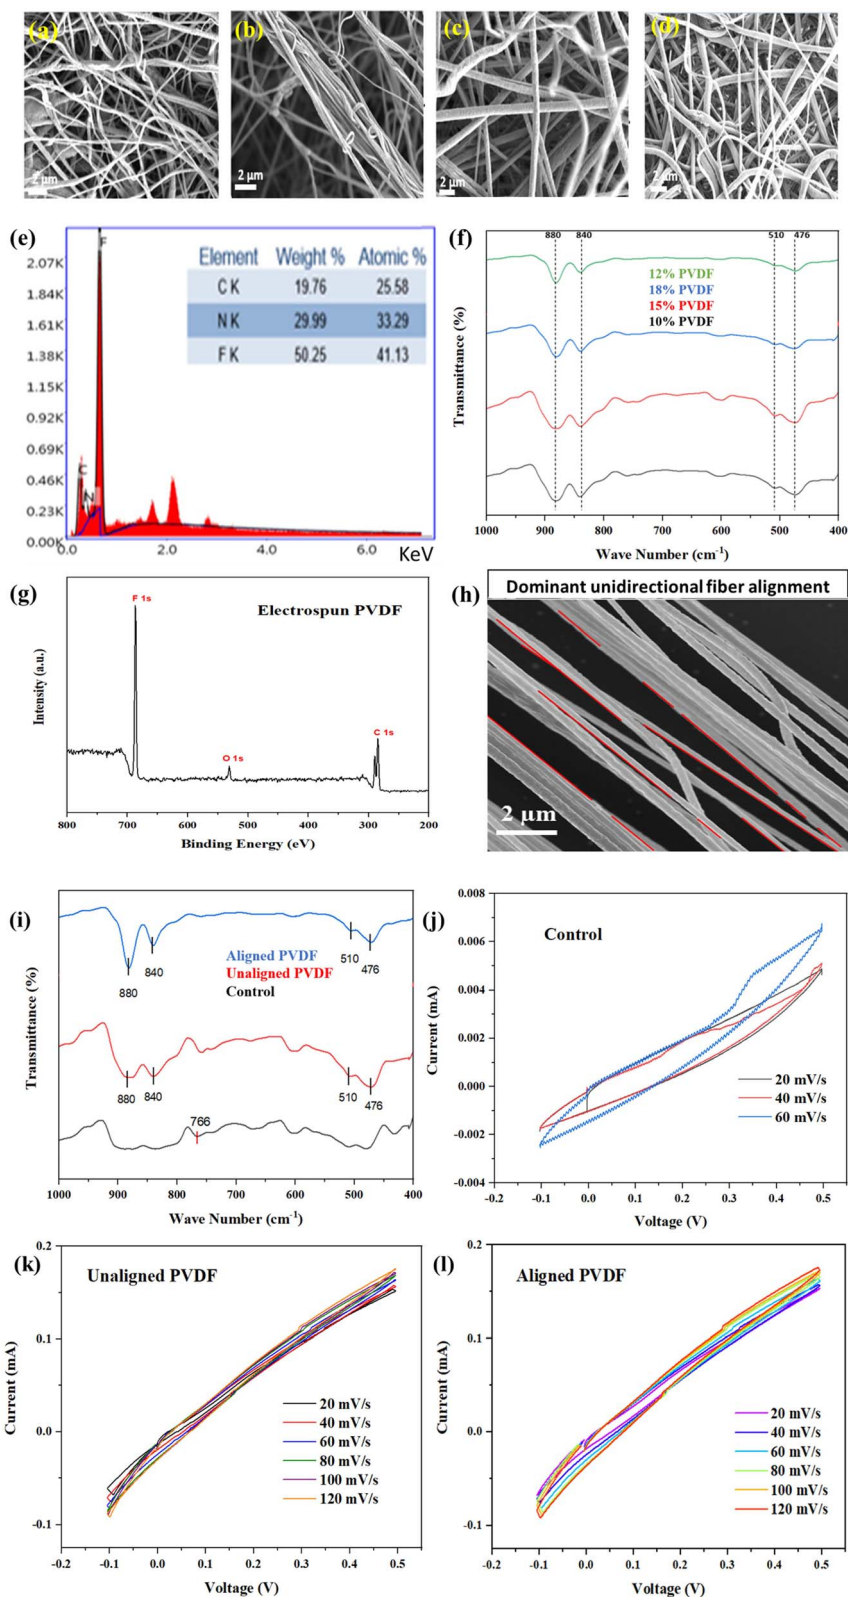 (a)
(b)
(c)
(d)
2 µm
2 µm
2 µm
2 µm
(e)
F
2.07K
1.84K
1.61K
1.38K
1.15K
0.92K
0.69K
0.46K
0.23K
0.00K
C
N
0.0
2.0
4.0
6.0
KeV
Element Weight % Atomic %
C K 19.76 25.58
N K 29.99 33.29
F K 50.25 41.13
(f)
880 840 510 476
12% PVDF
18% PVDF
15% PVDF
10% PVDF
Transmittance (%)
1000 900 800 700 600 500 400
Wave Number (cm⁻¹)
(g)
F 1s
Electrospun PVDF
O 1s
C 1s
Intensity (a.u.)
800 700 600 500 400 300 200
Binding Energy (eV)
(h)
Dominant unidirectional fiber alignment
2 µm
(i)
880 840 510 476
Aligned PVDF
Unaligned PVDF
Control
880 840 510 476
766
Transmittance (%)
1000 900 800 700 600 500 400
Wave Number (cm⁻¹)
(j)
Control
0.008
0.006
0.004
0.002
0.000
-0.002
-0.004
Current (mA)
20 mV/s
40 mV/s
60 mV/s
-0.2 -0.1 0.0 0.1 0.2 0.3 0.4 0.5
Voltage (V)
(k)
Unaligned PVDF
0.2
0.1
0.0
-0.1
Current (mA)
20 mV/s
40 mV/s
60 mV/s
80 mV/s
100 mV/s
120 mV/s
-0.2 -0.1 0.0 0.1 0.2 0.3 0.4 0.5
Voltage (V)
(l)
Aligned PVDF
0.2
0.1
0.0
-0.1
Current (mA)
20 mV/s
40 mV/s
60 mV/s
80 mV/s
100 mV/s
120 mV/s
-0.2 -0.1 0.0 0.1 0.2 0.3 0.4 0.5
Voltage (V)